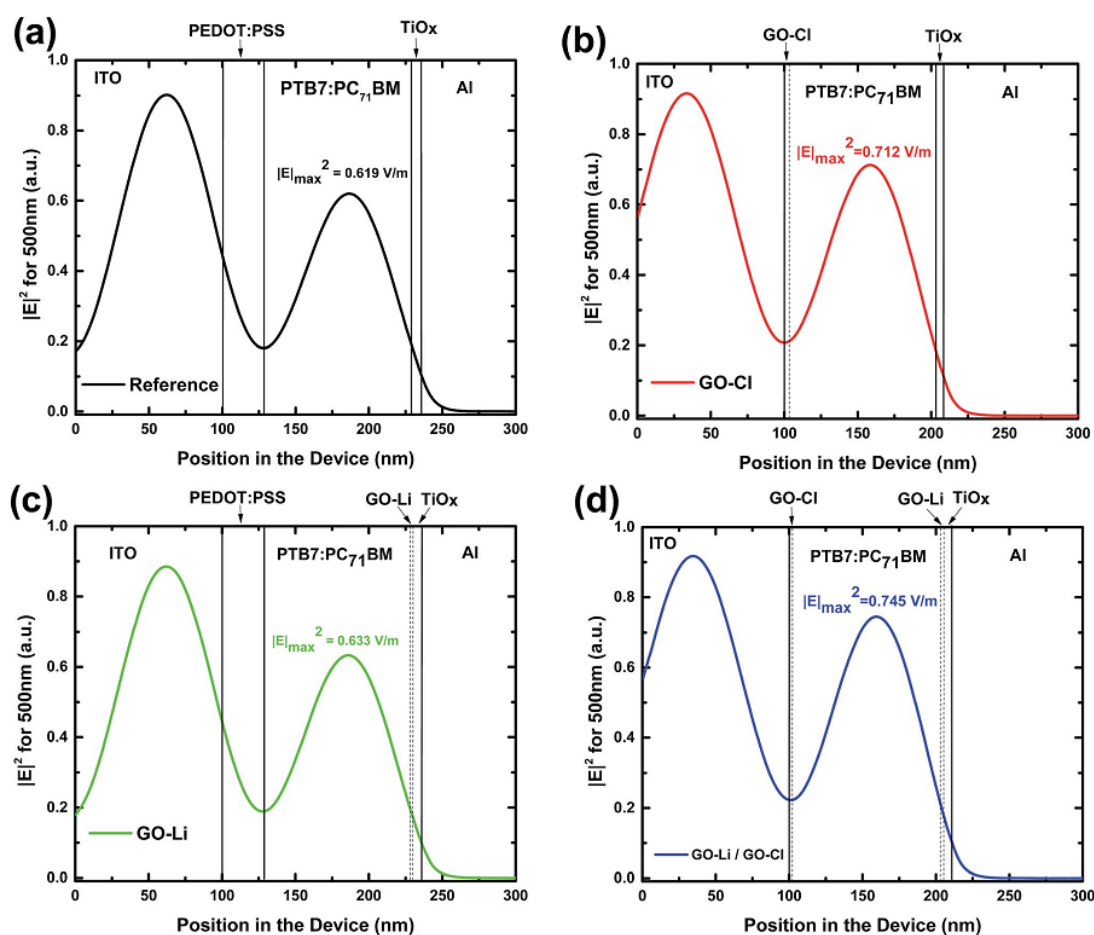 (a)
PEDOT:PSS
TiOx
ITO
PTB7:PC71BM
Al
|E|max2 = 0.619 V/m
Reference
1.0
0.8
0.6
0.4
0.2
0.0
|E|2 for 500nm (a.u.)
0 50 100 150 200 250 300
Position in the Device (nm)
(b)
GO-Cl
TiOx
ITO
PTB7:PC71BM
Al
|E|max2=0.712 V/m
GO-Cl
1.0
0.8
0.6
0.4
0.2
0.0
|E|2 for 500nm (a.u.)
0 50 100 150 200 250 300
Position in the Device (nm)
(c)
PEDOT:PSS
GO-Li TiOx
ITO
PTB7:PC71BM
Al
|E|max2 = 0.633 V/m
GO-Li
1.0
0.8
0.6
0.4
0.2
0.0
|E|2 for 500nm (a.u.)
0 50 100 150 200 250 300
Position in the Device (nm)
(d)
GO-Cl
GO-Li TiOx
ITO
PTB7:PC71BM
Al
|E|max2=0.745 V/m
GO-Li / GO-Cl
1.0
0.8
0.6
0.4
0.2
0.0
|E|2 for 500nm (a.u.)
0 50 100 150 200 250 300
Position in the Device (nm)